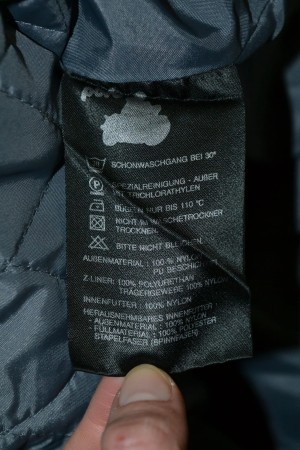 SCHONWASCHGANG BEI 30°
SPEZIALREINIGUNG - AUßER
MIT TRICHLORATHYLEN
BÜGELN NUR BIS 110 °C
NICHT IM WÄSCHETROCKNER
TROCKNEN
BITTE NICHT BLEICHEN
AUßENMATERIAL : 100 % NYLON
PU BESCHICHTET
Z-LINER: 100% POLYURETHAN
TRÄGERGEWEBE 100% NYLON
INNENFUTTER : 100% NYLON
HERAUSNEHMBARES INNENFUTTER :
- AUßENMATERIAL : 100% NYLON
- FÜLLMATERIAL : 100% POLYESTER
STAPELFASER (SPINNFASER)